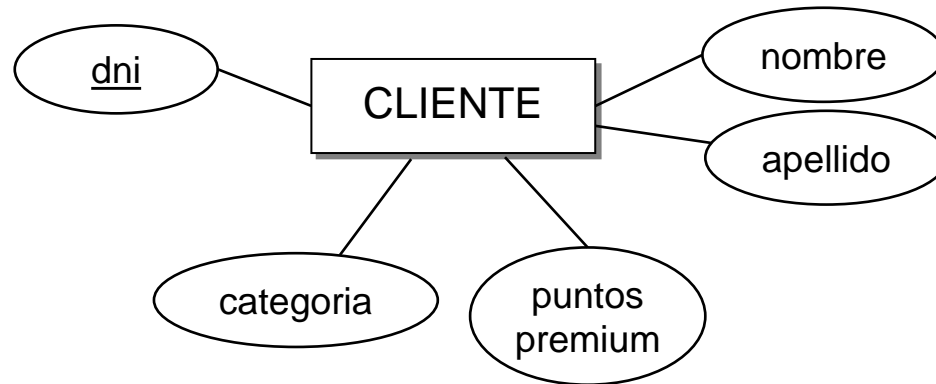 dni
CLIENTE
nombre
apellido
categoria
puntos
premium